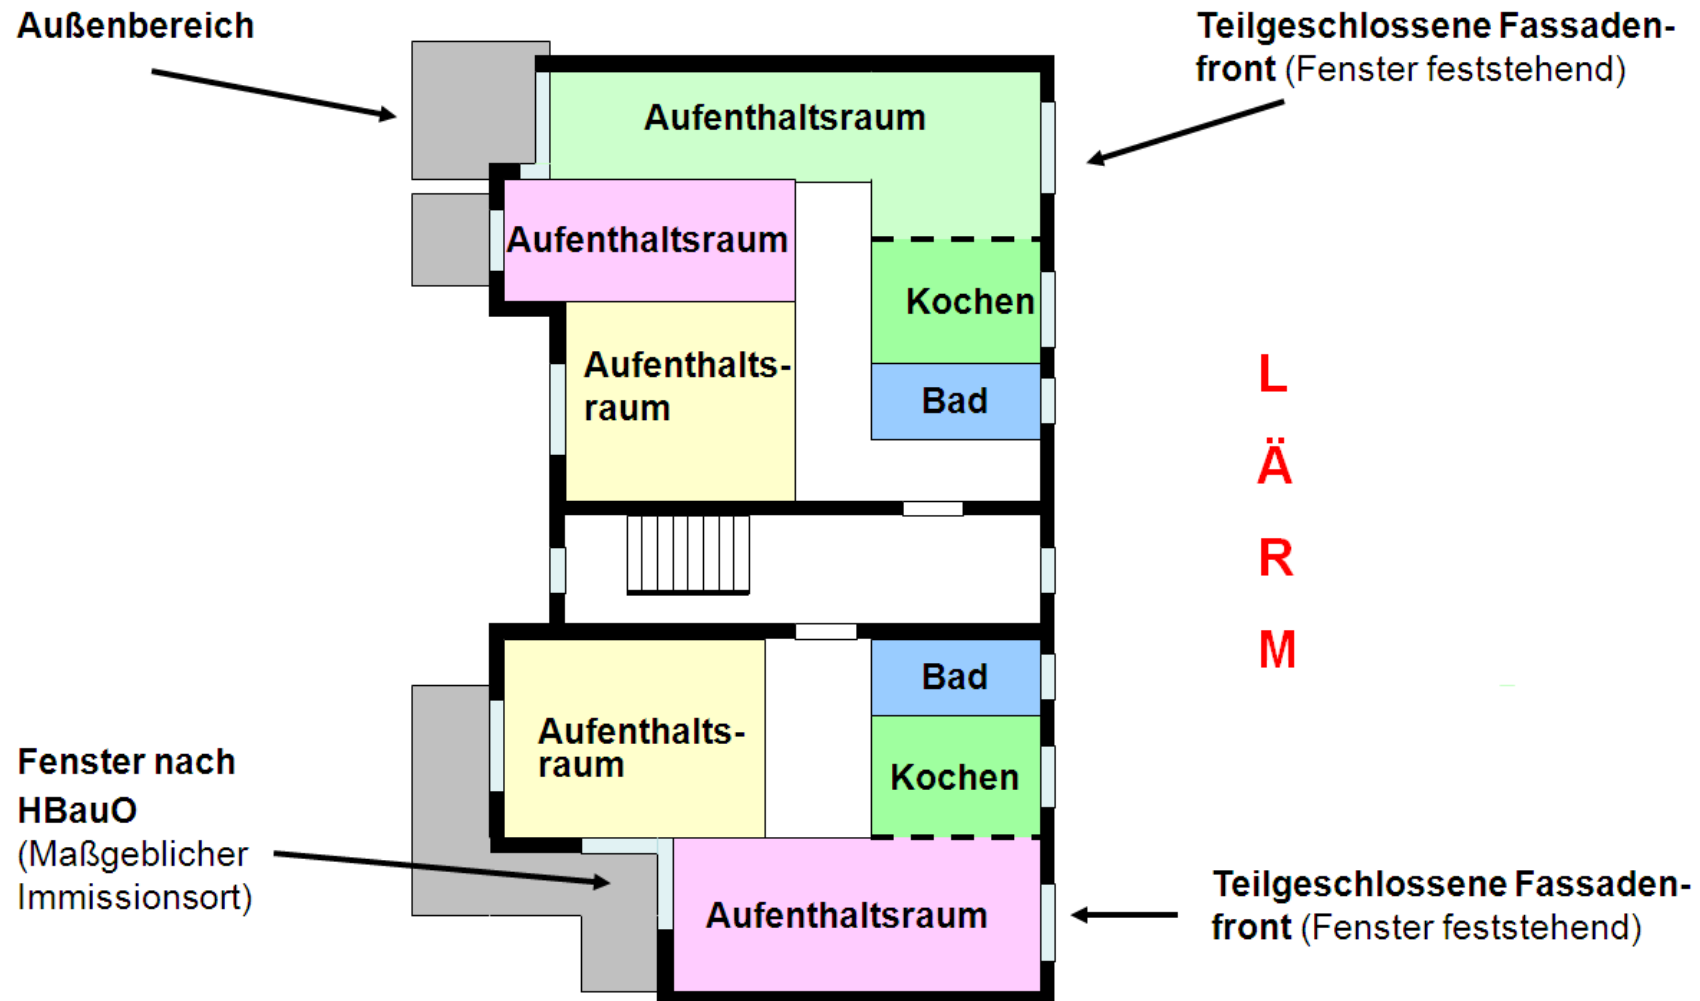 Außenbereich
Teilgeschlossene Fassaden-
front (Fenster feststehend)
Aufenthaltsraum
Aufenthaltsraum
Kochen
Aufenthalts-
raum
Bad
L
Ä
R
M
Bad
Aufenthalts-
raum
Kochen
Fenster nach
HBauO
(Maßgeblicher
Immissionsort)
Aufenthaltsraum
Teilgeschlossene Fassaden-
front (Fenster feststehend)